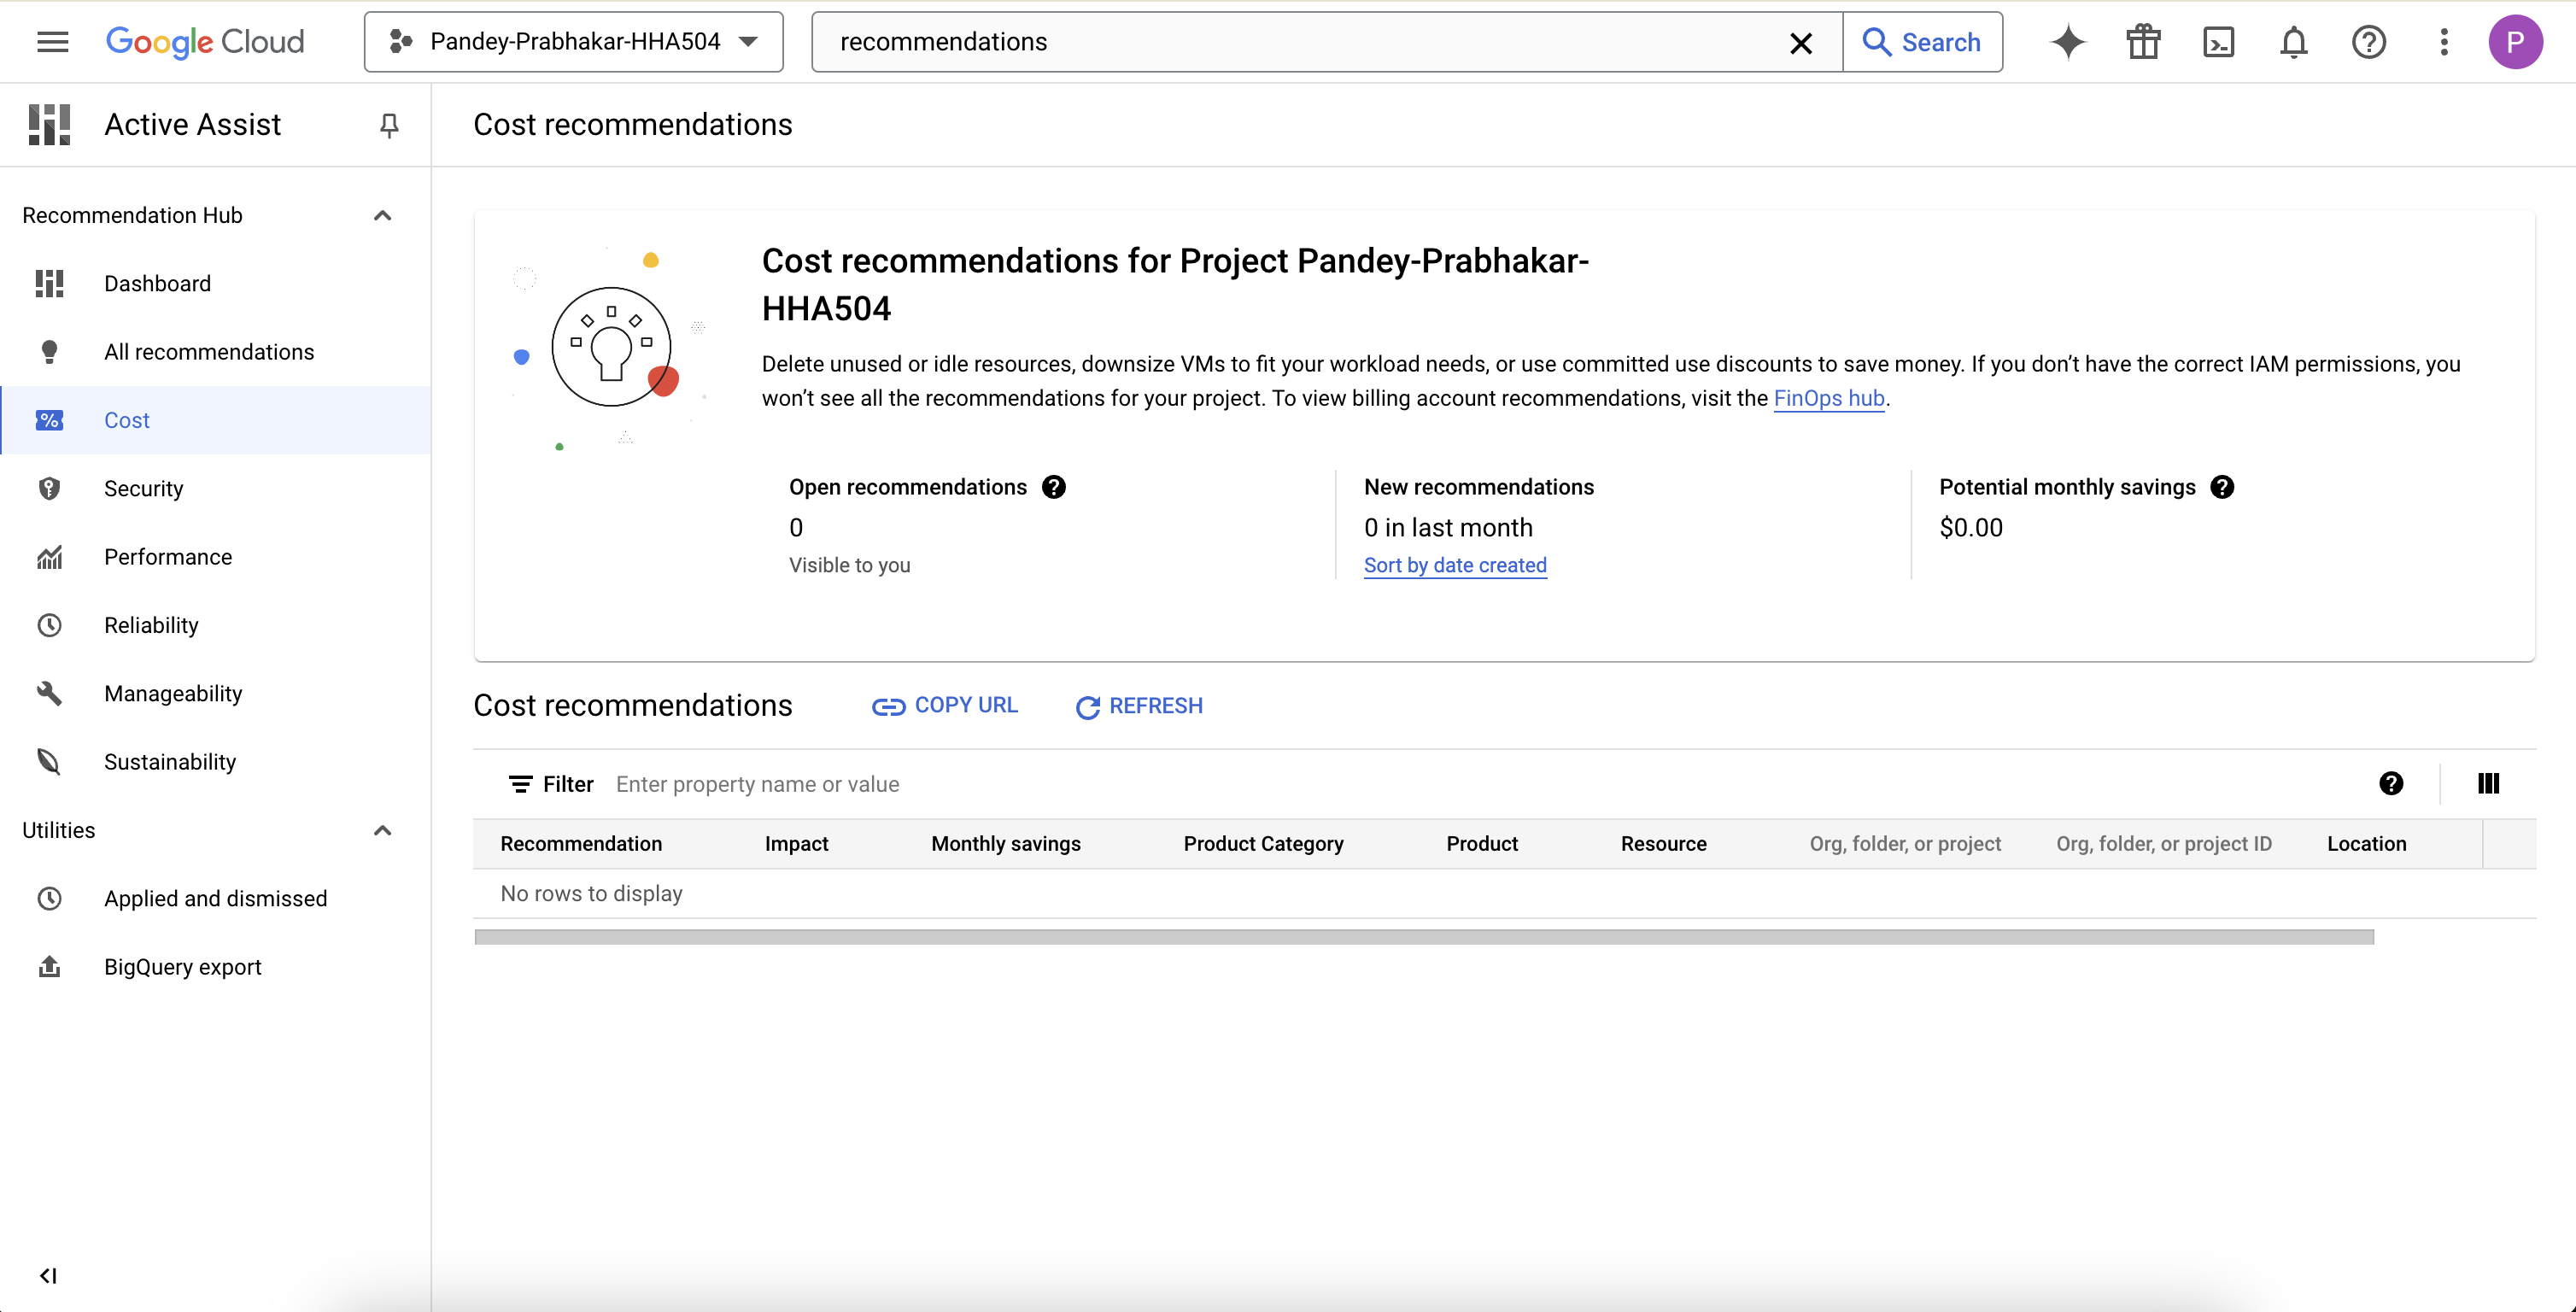 Google Cloud
Pandey-Prabhakar-HHA504
recommendations
Search
P
Active Assist
Cost recommendations
Recommendation Hub
Dashboard
All recommendations
Cost
Security
Performance
Reliability
Manageability
Sustainability
Utilities
Applied and dismissed
BigQuery export
Cost recommendations for Project Pandey-Prabhakar-
HHA504
Delete unused or idle resources, downsize VMs to fit your workload needs, or use committed use discounts to save money. If you don’t have the correct IAM permissions, you
won’t see all the recommendations for your project. To view billing account recommendations, visit the FinOps hub.
Open recommendations
0
Visible to you
New recommendations
0 in last month
Sort by date created
Potential monthly savings
$0.00
Cost recommendations
COPY URL
REFRESH
Filter Enter property name or value
Recommendation Impact Monthly savings Product Category Product Resource Org, folder, or project Org, folder, or project ID Location
No rows to display